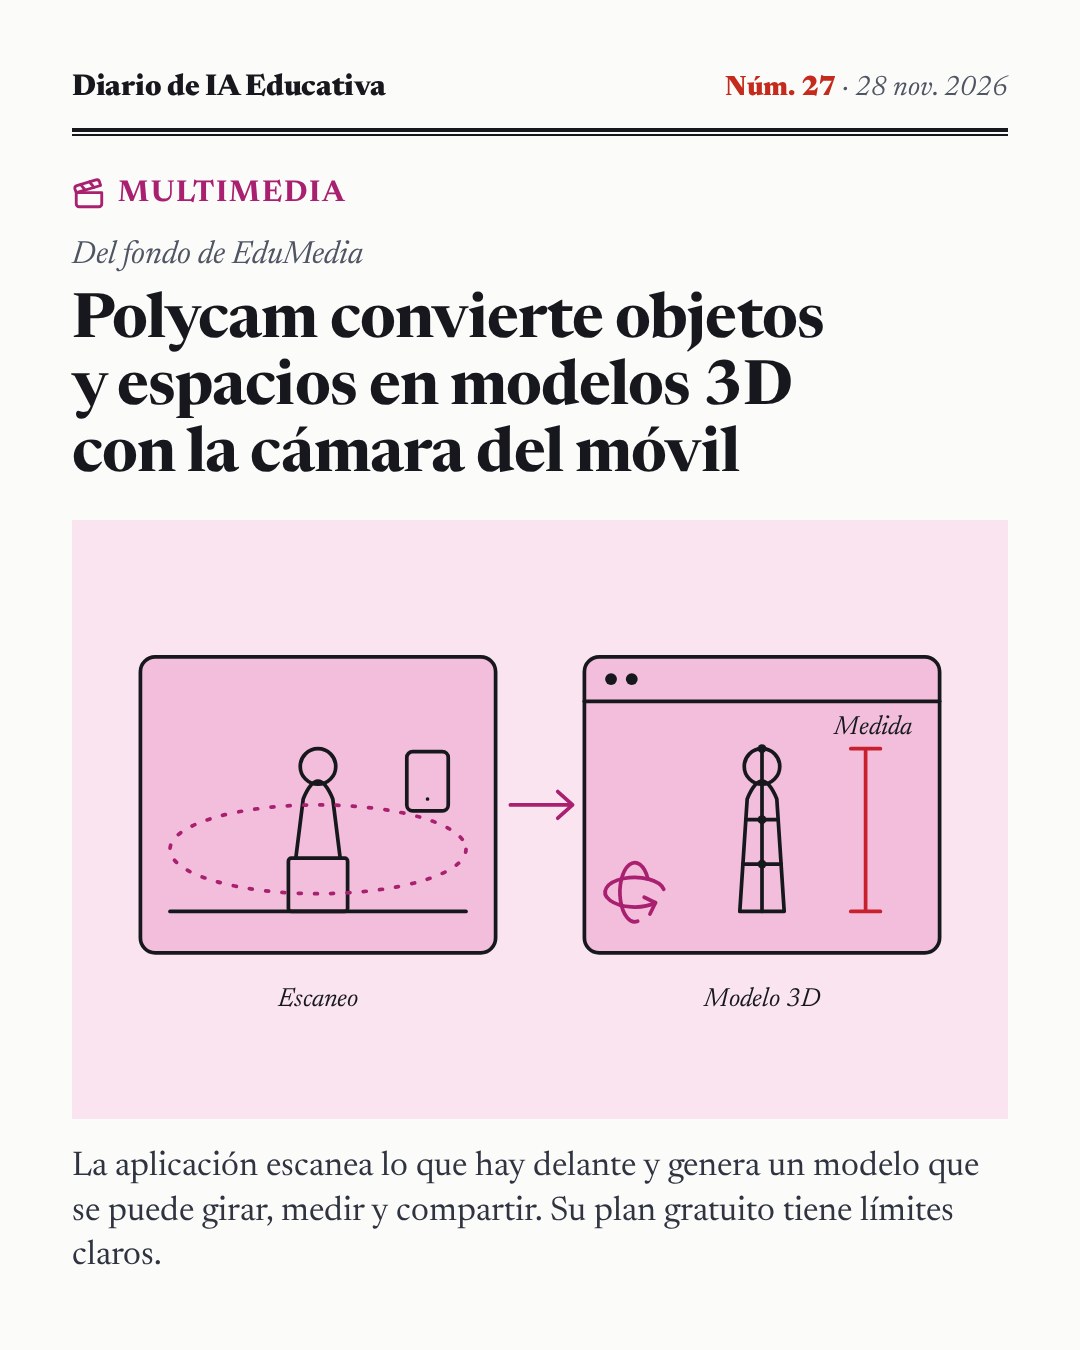 Diario de IA Educativa
Núm. 27 · 28 nov. 2026
MULTIMEDIA
Del fondo de EduMedia
Polycam convierte objetos
y espacios en modelos 3D
con la cámara del móvil
Medida
Escaneo
Modelo 3D
La aplicación escanea lo que hay delante y genera un modelo que
se puede girar, medir y compartir. Su plan gratuito tiene límites
claros.